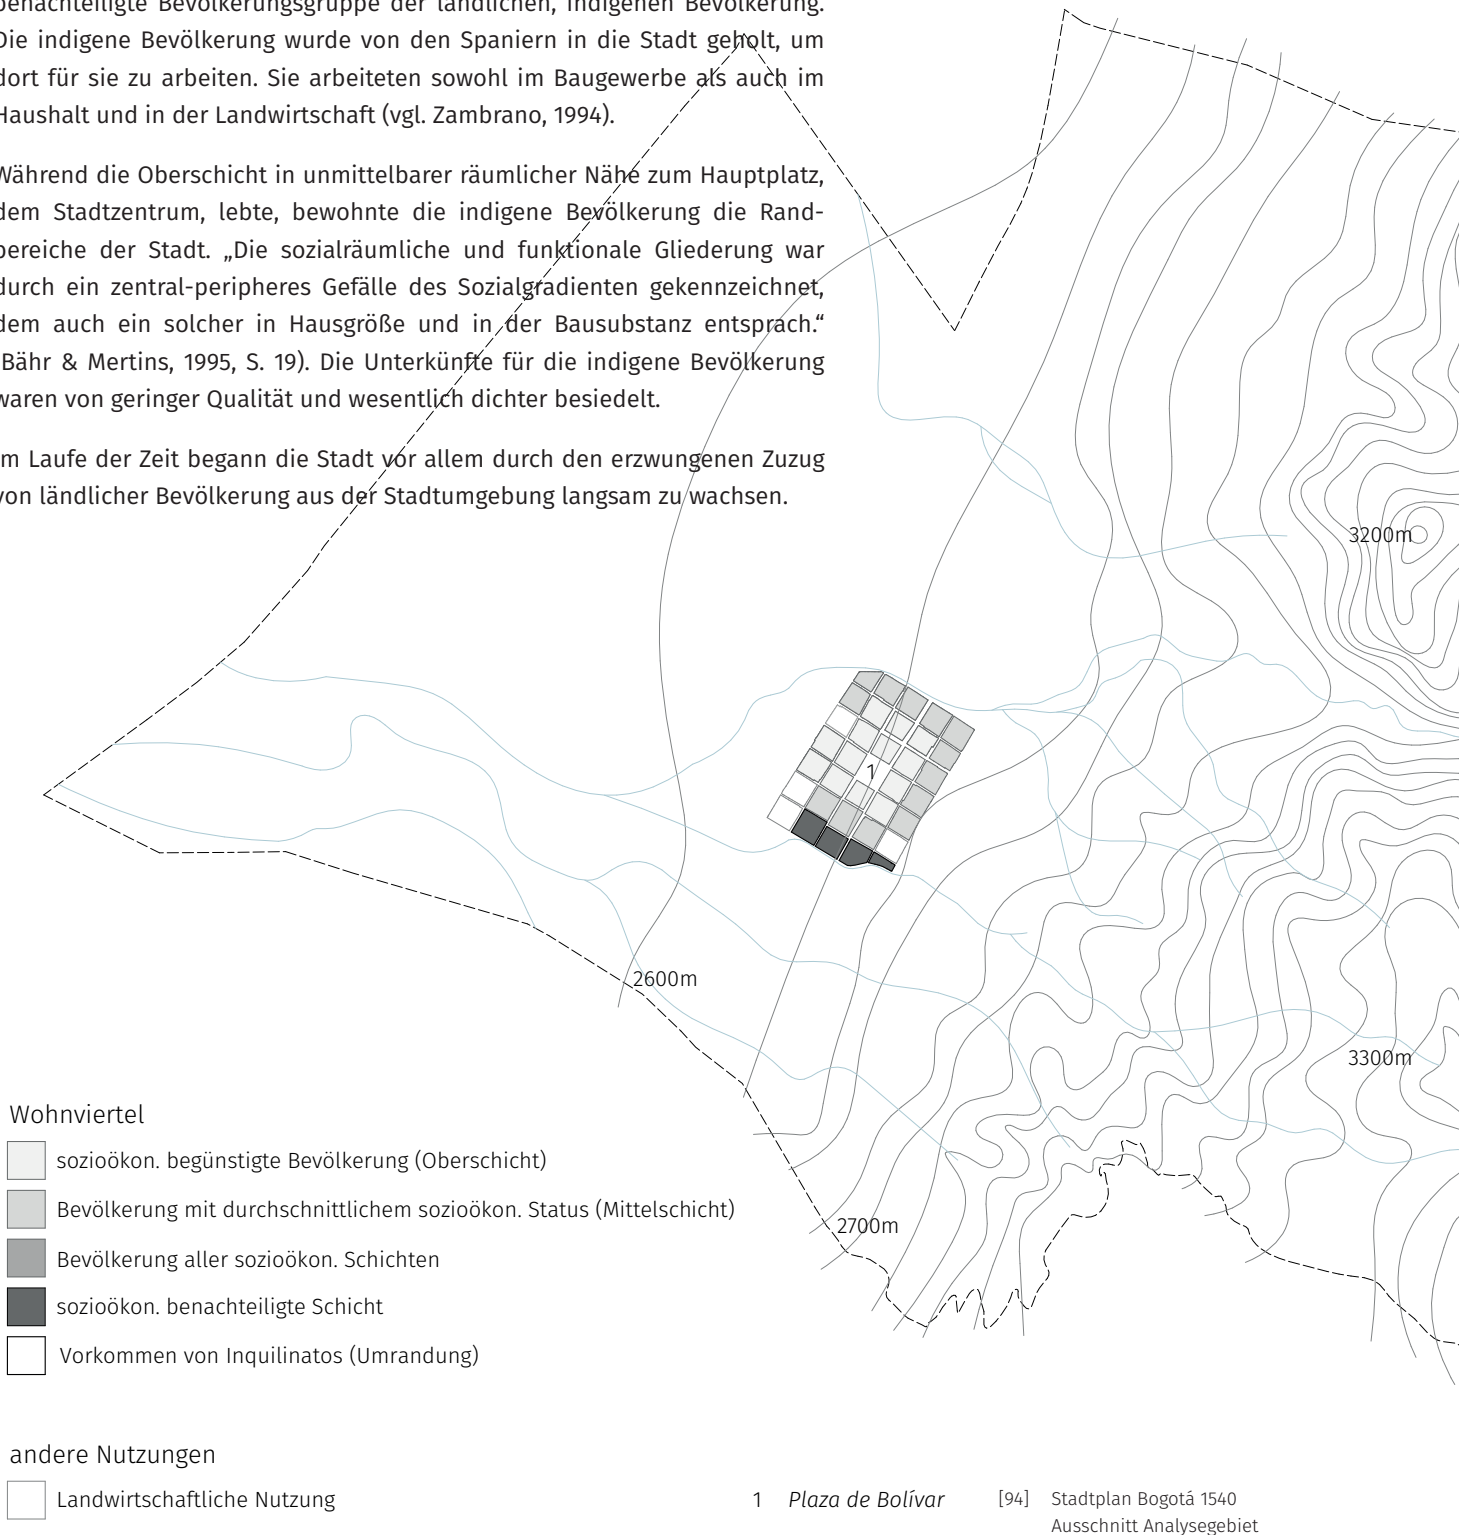 benachteiligte Bevölkerungsgruppe der ländlichen, indigenen Bevölkerung.
Die indigene Bevölkerung wurde von den Spaniern in die Stadt geholt, um
dort für sie zu arbeiten. Sie arbeiteten sowohl im Baugewerbe als auch im
Haushalt und in der Landwirtschaft (vgl. Zambrano, 1994).
Während die Oberschicht in unmittelbarer räumlicher Nähe zum Hauptplatz,
dem Stadtzentrum, lebte, bewohnte die indigene Bevölkerung die Rand-
bereiche der Stadt. „Die sozialräumliche und funktionale Gliederung war
durch ein zentral-peripheres Gefälle des Sozialgradienten gekennzeichnet,
dem auch ein solcher in Hausgröße und in der Bausubstanz entsprach.“
Bähr & Mertins, 1995, S. 19). Die Unterkünfte für die indigene Bevölkerung
waren von geringer Qualität und wesentlich dichter besiedelt.
Im Laufe der Zeit begann die Stadt vor allem durch den erzwungenen Zuzug
von ländlicher Bevölkerung aus der Stadtumgebung langsam zu wachsen.
3200m
1
2600m
3300m
2700m
Wohnviertel
sozioökon. begünstigte Bevölkerung (Oberschicht)
Bevölkerung mit durchschnittlichem sozioökon. Status (Mittelschicht)
Bevölkerung aller sozioökon. Schichten
sozioökon. benachteiligte Schicht
Vorkommen von Inquilinatos (Umrandung)
andere Nutzungen
Landwirtschaftliche Nutzung
1 Plaza de Bolívar
[94] Stadtplan Bogotá 1540
Ausschnitt Analysegebiet